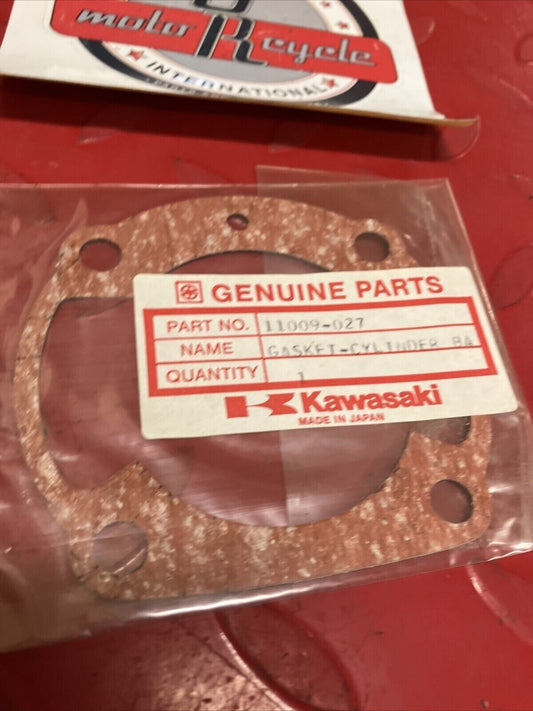 moto R cycle
INTERNATIONAL
GENUINE PARTS
PART NO. 11009-027
NAME GASKET-CYLINDER BA
QUANTITY 1
Kawasaki
MADE IN JAPAN